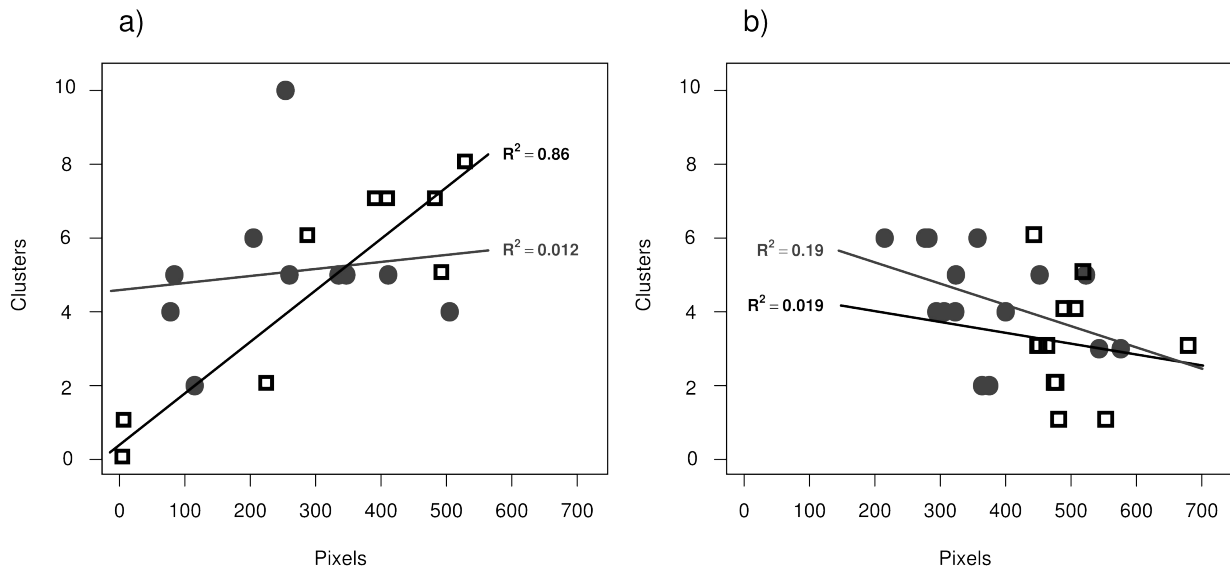 a)
10
8
6
4
2
0
Clusters
R² = 0.86
R² = 0.012
0 100 200 300 400 500 600 700
Pixels
b)
10
8
6
4
2
0
Clusters
R² = 0.19
R² = 0.019
0 100 200 300 400 500 600 700
Pixels